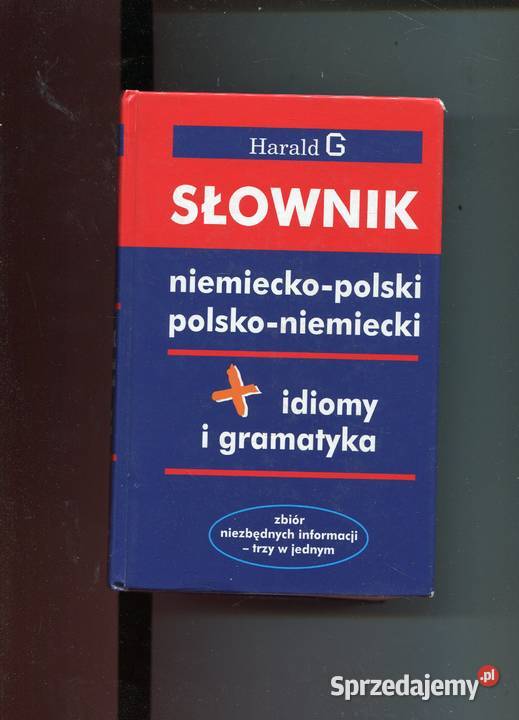 Harald G
SŁOWNIK
niemiecko-polski
polsko-niemiecki
+ idiomy
i gramatyka
zbiór
niezbędnych informacji
– trzy w jednym
Sprzedajemy.pl